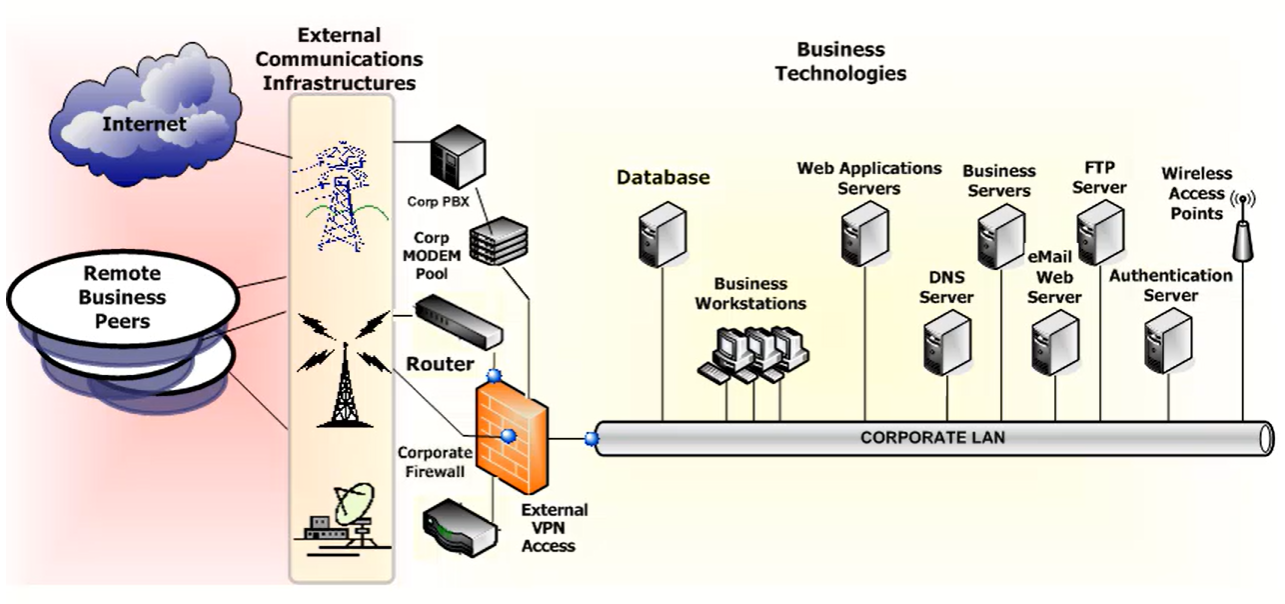 External
Communications
Infrastructures
Business
Technologies
Internet
Remote
Business
Peers
Corp PBX
Corp
MODEM
Pool
Router
Corporate
Firewall
External
VPN
Access
Database
Business
Workstations
Web Applications
Servers
Business
Servers
FTP
Server
Wireless
Access
Points
DNS
Server
eMail
Web
Server
Authentication
Server
CORPORATE LAN